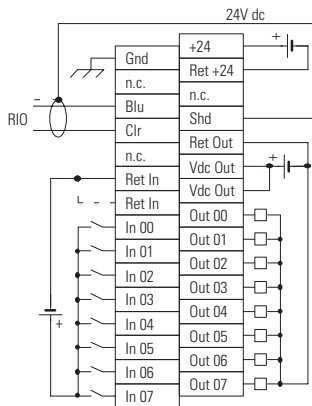 24V dc
+
+24
Gnd
Ret +24
n.c.
n.c.
Blu
Shd
RIO
Clr
Ret Out
n.c.
Vdc Out
+
Ret In
Vdc Out
Ret In
Out 00
In 00
Out 01
In 01
Out 02
In 02
Out 03
In 03
Out 04
In 04
+
Out 05
In 05
Out 06
In 06
Out 07
In 07